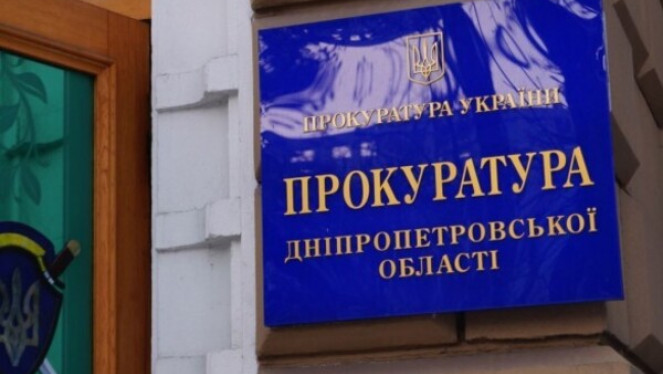 ПРОКУРАТУРА УКРАЇНИ
ПРОКУРАТУРА
ДНІПРОПЕТРОВСЬКОЇ
ОБЛАСТІ